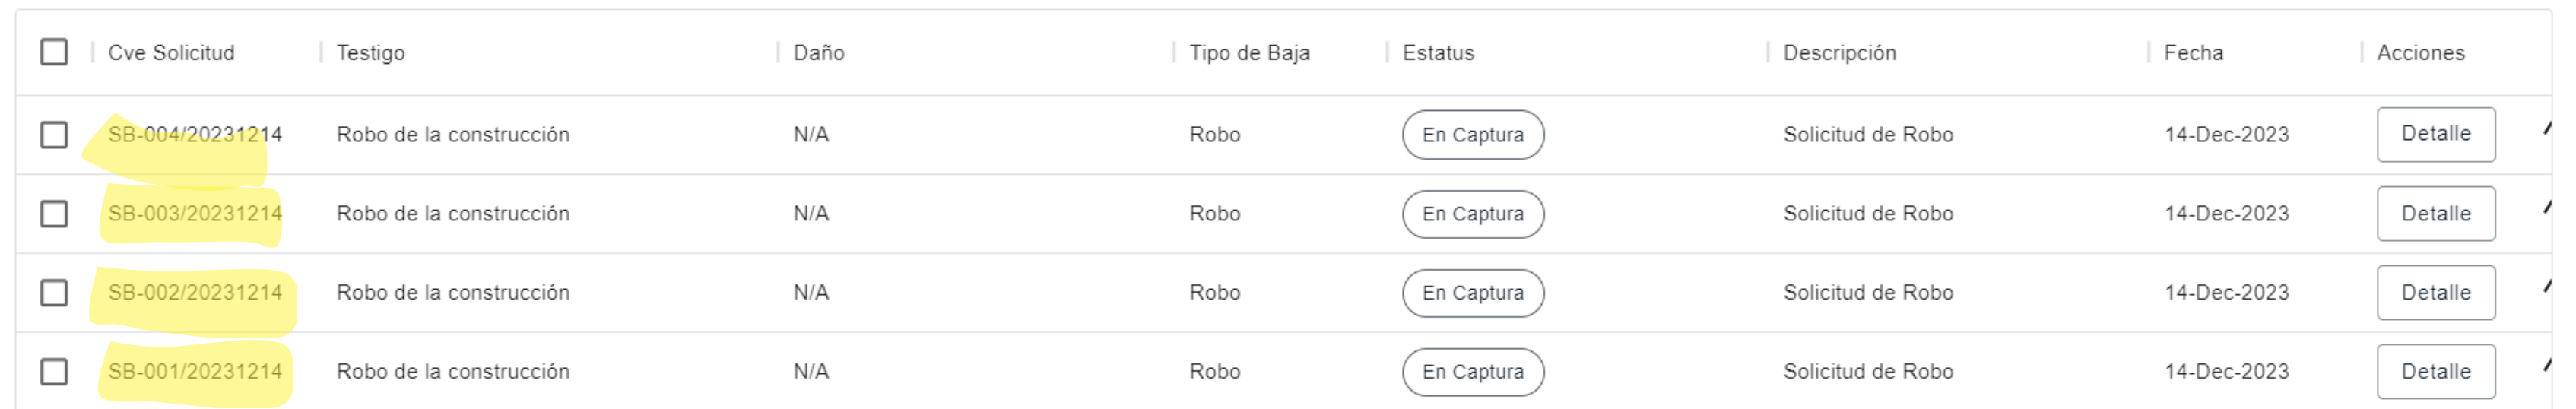 Cve Solicitud Testigo Daño Tipo de Baja Estatus Descripción Fecha Acciones
SB-004/20231214 Robo de la construcción N/A Robo En Captura Solicitud de Robo 14-Dec-2023 Detalle
SB-003/20231214 Robo de la construcción N/A Robo En Captura Solicitud de Robo 14-Dec-2023 Detalle
SB-002/20231214 Robo de la construcción N/A Robo En Captura Solicitud de Robo 14-Dec-2023 Detalle
SB-001/20231214 Robo de la construcción N/A Robo En Captura Solicitud de Robo 14-Dec-2023 Detalle